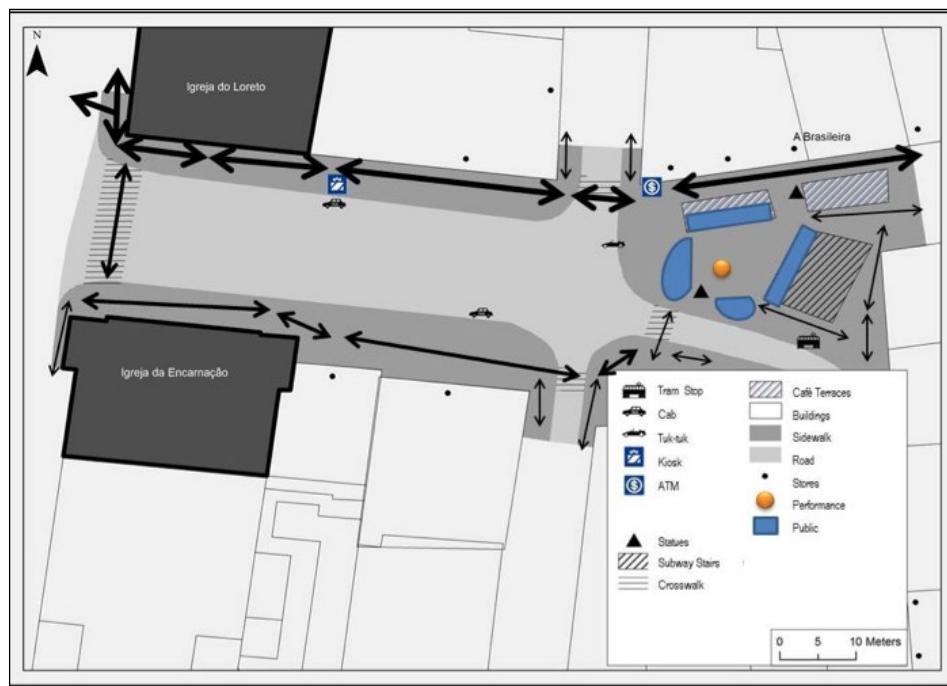 N
Igreja do Loreto
A Brasileira
Igreja da Encarnação
Tram Stop
Cab
Tuk-tuk
Kiosk
ATM
Statues
Subway Stairs
Crosswalk
Café Terraces
Buildings
Sidewalk
Road
Stores
Performance
Public
0 5 10 Meters